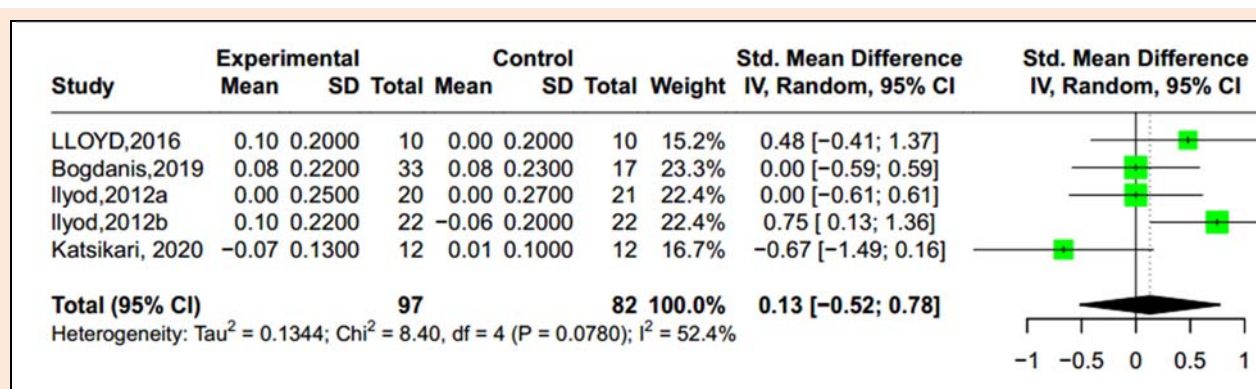 Experimental Control Std. Mean Difference Std. Mean Difference
Study Mean SD Total Mean SD Total Weight IV, Random, 95% CI IV, Random, 95% CI
LLOYD,2016 0.10 0.2000 10 0.00 0.2000 10 15.2% 0.48 [−0.41; 1.37]
Bogdanis,2019 0.08 0.2200 33 0.08 0.2300 17 23.3% 0.00 [−0.59; 0.59]
llyod,2012a 0.00 0.2500 20 0.00 0.2700 21 22.4% 0.00 [−0.61; 0.61]
llyod,2012b 0.10 0.2200 22 −0.06 0.2000 22 22.4% 0.75 [ 0.13; 1.36]
Katsikari, 2020 −0.07 0.1300 12 0.01 0.1000 12 16.7% −0.67 [−1.49; 0.16]
Total (95% CI) 97 82 100.0% 0.13 [−0.52; 0.78]
Heterogeneity: Tau² = 0.1344; Chi² = 8.40, df = 4 (P = 0.0780); I² = 52.4%
−1 −0.5 0 0.5 1